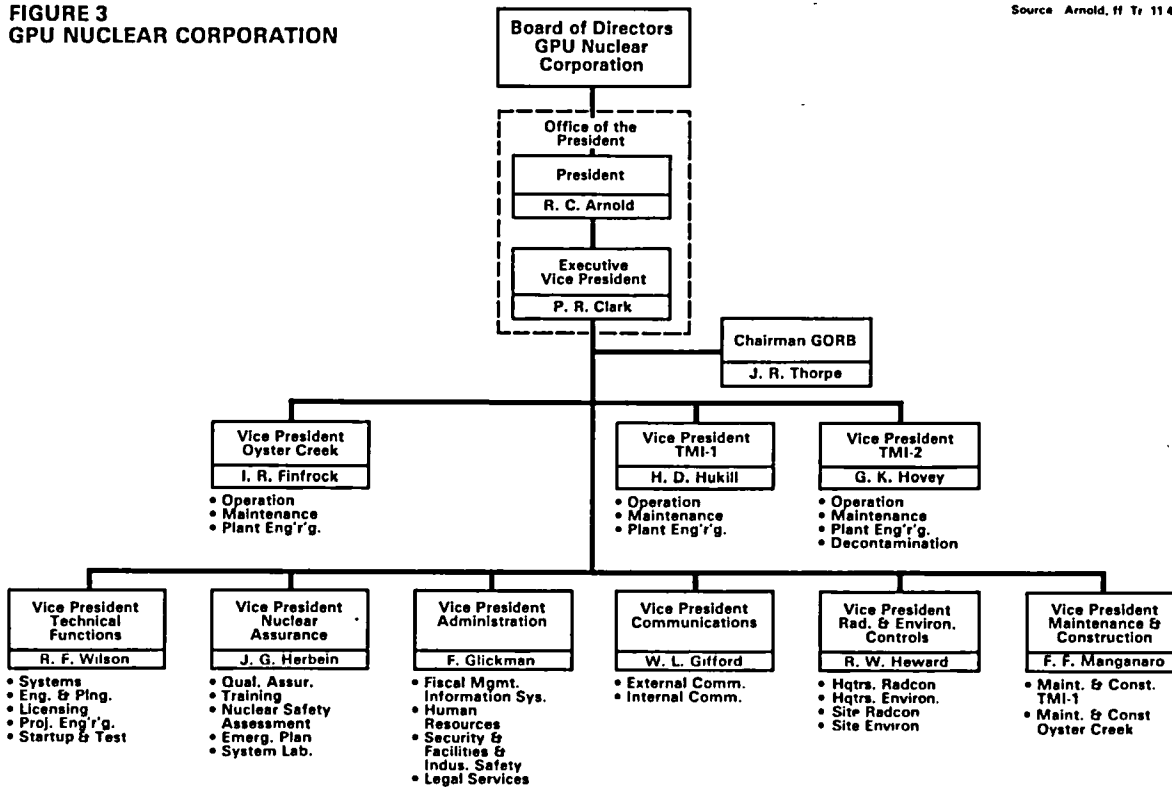 FIGURE 3
GPU NUCLEAR CORPORATION
Source Arnold, ff Tr 11 4
Board of Directors
GPU Nuclear
Corporation
Office of the
President
President
R. C. Arnold
Executive
Vice President
P. R. Clark
Chairman GORB
J. R. Thorpe
Vice President
Oyster Creek
I. R. Finfrock
• Operation
• Maintenance
• Plant Eng'r'g.
Vice President
TMI-1
H. D. Hukill
• Operation
• Maintenance
• Plant Eng'r'g.
Vice President
TMI-2
G. K. Hovey
• Operation
• Maintenance
• Plant Eng'r'g.
• Decontamination
Vice President
Technical
Functions
R. F. Wilson
• Systems
• Eng. & Plng.
• Licensing
• Proj. Eng'r'g.
• Startup & Test
Vice President
Nuclear
Assurance
J. G. Herbein
• Qual. Assur.
• Training
• Nuclear Safety
Assessment
• Emerg. Plan
• System Lab.
Vice President
Administration
F. Glickman
• Fiscal Mgmt.
Information Sys.
• Human
Resources
• Security &
Facilities &
Indus. Safety
• Legal Services
Vice President
Communications
W. L. Gifford
• External Comm.
• Internal Comm.
Vice President
Rad. & Environ.
Controls
R. W. Heward
• Hqtrs. Radcon
• Hqtrs. Environ.
• Site Radcon
• Site Environ
Vice President
Maintenance &
Construction
F. F. Manganaro
• Maint. & Const.
TMI-1
• Maint. & Const
Oyster Creek